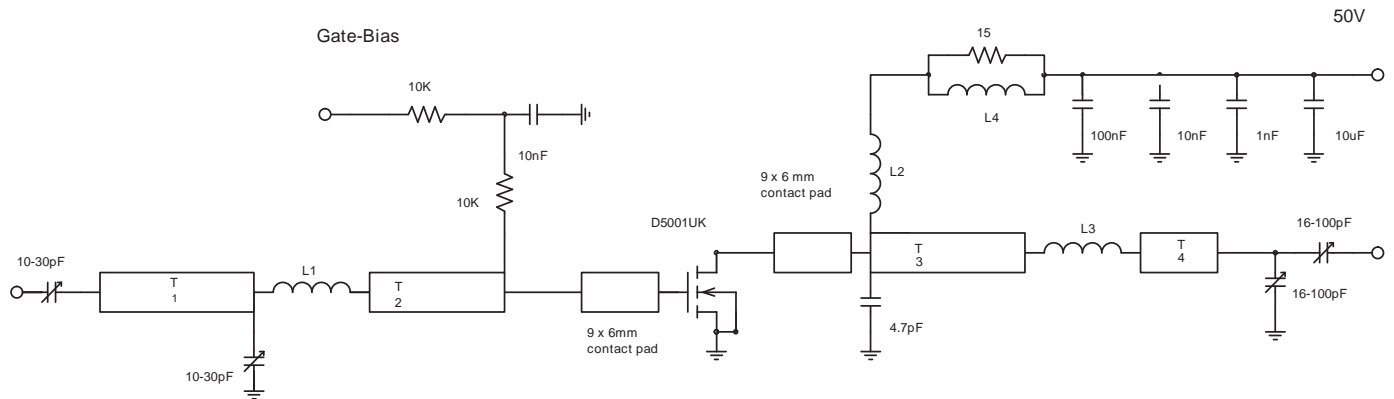 50V
Gate-Bias
15
10K
L4
10nF
100nF
10nF
1nF
10uF
10K
L2
9 x 6 mm
contact pad
D5001UK
L3
16-100pF
10-30pF
L1
T
1
T
2
T
3
T
4
16-100pF
4.7pF
9 x 6mm
contact pad
10-30pF